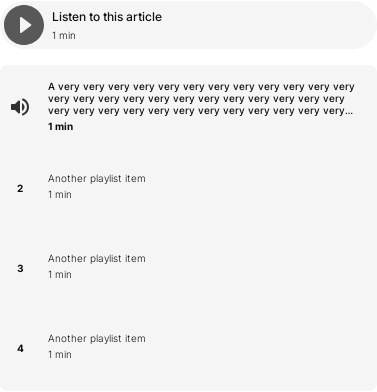 Listen to this article
1 min
A very very very very very very very very very very very very
very very very very very very very very very very very very
very very very very very very very very very very very very...
1 min
2
Another playlist item
1 min
3
Another playlist item
1 min
4
Another playlist item
1 min